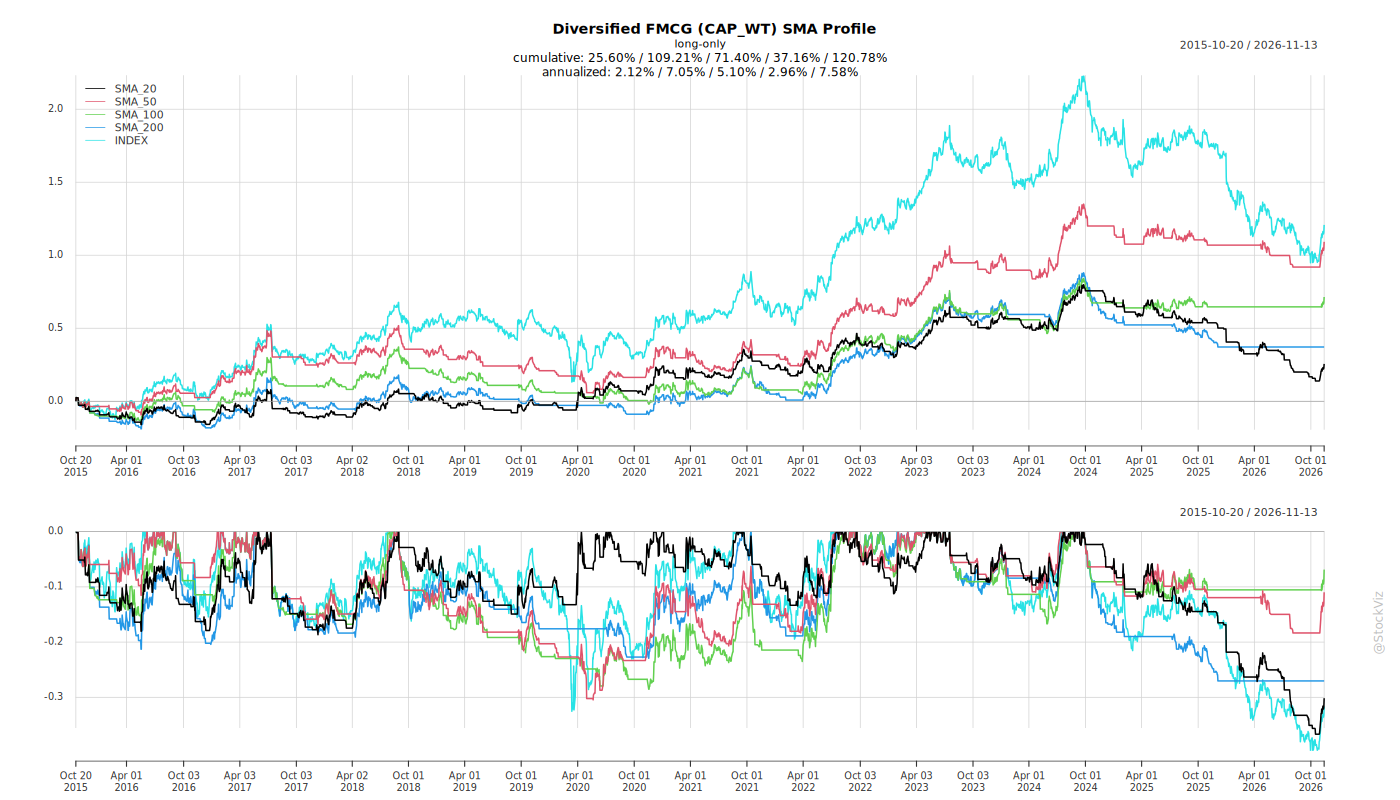 Diversified FMCG (CAP_WT) SMA Profile
long-only
2015-10-20 / 2026-11-13
cumulative: 25.60% / 109.21% / 71.40% / 37.16% / 120.78%
annualized: 2.12% / 7.05% / 5.10% / 2.96% / 7.58%
SMA_20
SMA_50
SMA_100
SMA_200
INDEX
2.0
1.5
1.0
0.5
0.0
Oct 20 Apr 01 Oct 03 Apr 03 Oct 03 Apr 02 Oct 01 Apr 01 Oct 01 Apr 01 Oct 01 Apr 01 Oct 01 Apr 01 Oct 03 Apr 03 Oct 03 Apr 01 Oct 01 Apr 01 Oct 01 Apr 01 Oct 01
2015 2016 2016 2017 2017 2018 2018 2019 2019 2020 2020 2021 2021 2022 2022 2023 2023 2024 2024 2025 2025 2026 2026
2015-10-20 / 2026-11-13
0.0
-0.1
-0.2
-0.3
Oct 20 Apr 01 Oct 03 Apr 03 Oct 03 Apr 02 Oct 01 Apr 01 Oct 01 Apr 01 Oct 01 Apr 01 Oct 01 Apr 01 Oct 03 Apr 03 Oct 03 Apr 01 Oct 01 Apr 01 Oct 01 Apr 01 Oct 01
2015 2016 2016 2017 2017 2018 2018 2019 2019 2020 2020 2021 2021 2022 2022 2023 2023 2024 2024 2025 2025 2026 2026
@StockViz